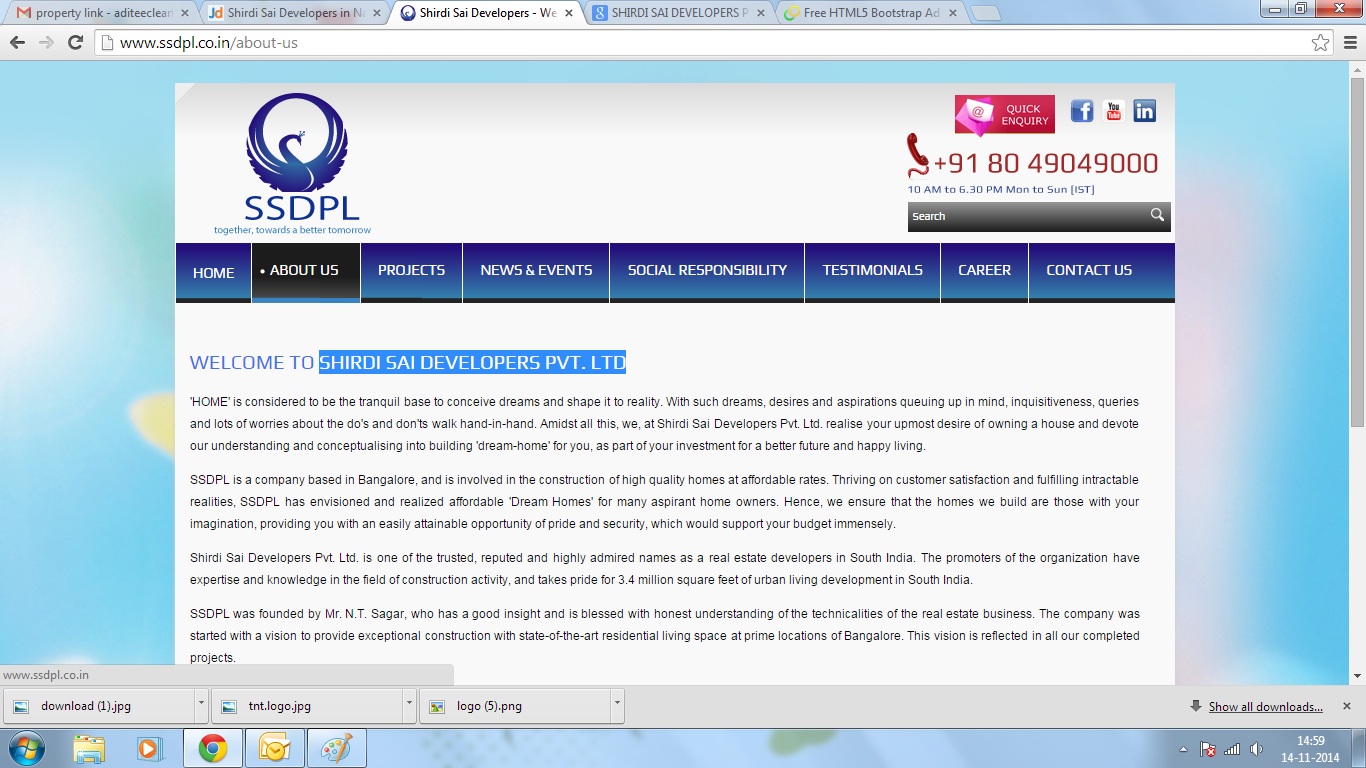 property link - aditeeclean
Shirdi Sai Developers in N
Shirdi Sai Developers - We
SHIRDI SAI DEVELOPERS P
Free HTML5 Bootstrap Ad
www.ssdpl.co.in/about-us
SSDPL
together, towards a better tomorrow
QUICK
ENQUIRY
You
Tube
+91 80 49049000
10 AM to 6.30 PM Mon to Sun [IST]
Search
HOME
• ABOUT US
PROJECTS
NEWS & EVENTS
SOCIAL RESPONSIBILITY
TESTIMONIALS
CAREER
CONTACT US
WELCOME TO SHIRDI SAI DEVELOPERS PVT. LTD
'HOME' is considered to be the tranquil base to conceive dreams and shape it to reality. With such dreams, desires and aspirations queuing up in mind, inquisitiveness, queries
and lots of worries about the do's and don'ts walk hand-in-hand. Amidst all this, we, at Shirdi Sai Developers Pvt. Ltd. realise your upmost desire of owning a house and devote
our understanding and conceptualising into building 'dream-home' for you, as part of your investment for a better future and happy living.
SSDPL is a company based in Bangalore, and is involved in the construction of high quality homes at affordable rates. Thriving on customer satisfaction and fulfilling intractable
realities, SSDPL has envisioned and realized affordable 'Dream Homes' for many aspirant home owners. Hence, we ensure that the homes we build are those with your
imagination, providing you with an easily attainable opportunity of pride and security, which would support your budget immensely.
Shirdi Sai Developers Pvt. Ltd. is one of the trusted, reputed and highly admired names as a real estate developers in South India. The promoters of the organization have
expertise and knowledge in the field of construction activity, and takes pride for 3.4 million square feet of urban living development in South India.
SSDPL was founded by Mr. N.T. Sagar, who has a good insight and is blessed with honest understanding of the technicalities of the real estate business. The company was
started with a vision to provide exceptional construction with state-of-the-art residential living space at prime locations of Bangalore. This vision is reflected in all our completed
projects.
www.ssdpl.co.in
download (1).jpg
tnt.logo.jpg
logo (5).png
Show all downloads...
14:59
14-11-2014